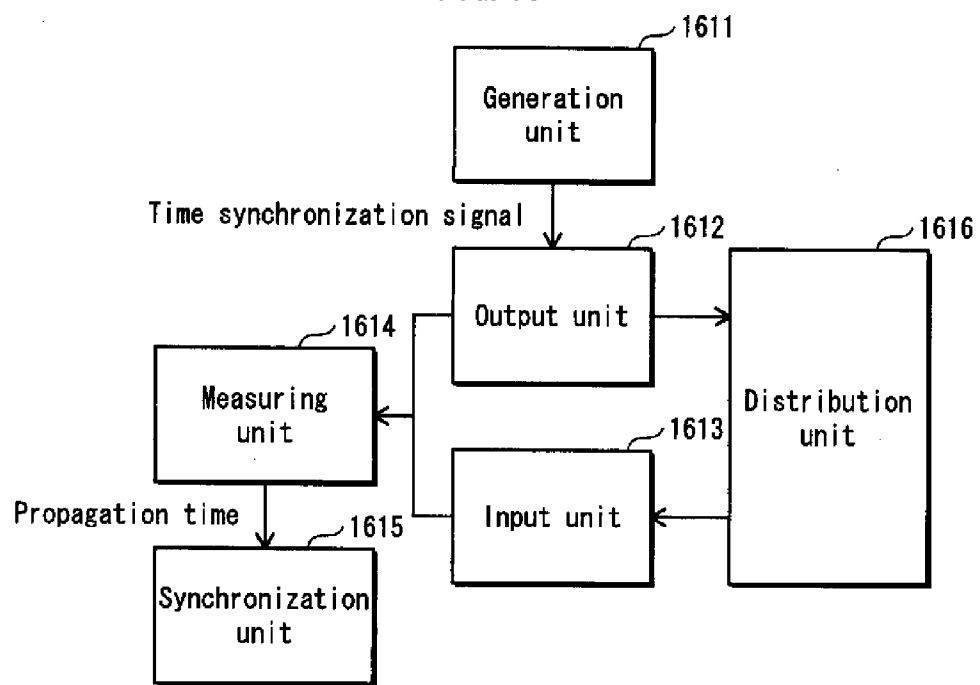 1611
Generation
unit
Time synchronization signal
1612
1616
Output unit
1614
Measuring
unit
Distribution
unit
1613
Propagation time
Input unit
1615
Synchronization
unit